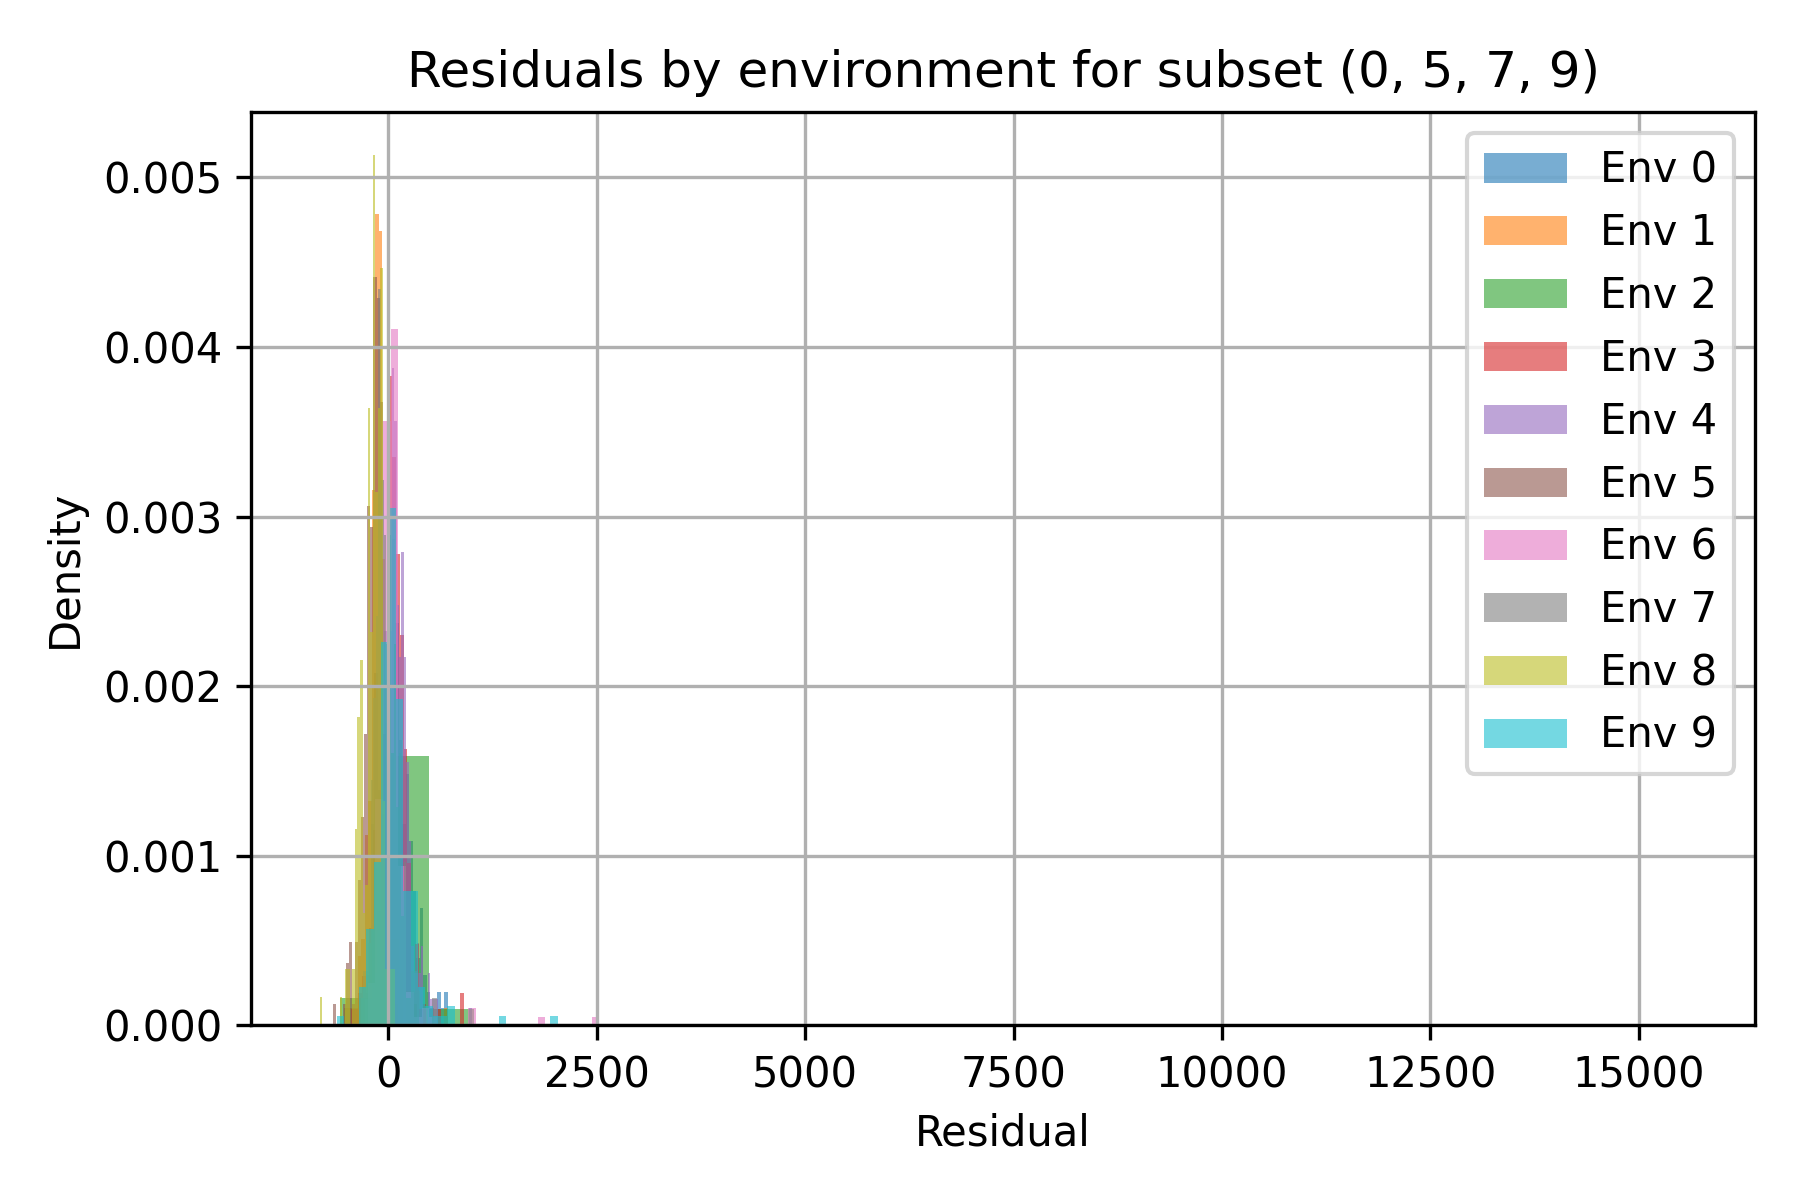 Residuals by environment for subset (0, 5, 7, 9)
Density
0.005
0.004
0.003
0.002
0.001
0.000
0
2500
5000
7500
10000
12500
15000
Residual
Env 0
Env 1
Env 2
Env 3
Env 4
Env 5
Env 6
Env 7
Env 8
Env 9